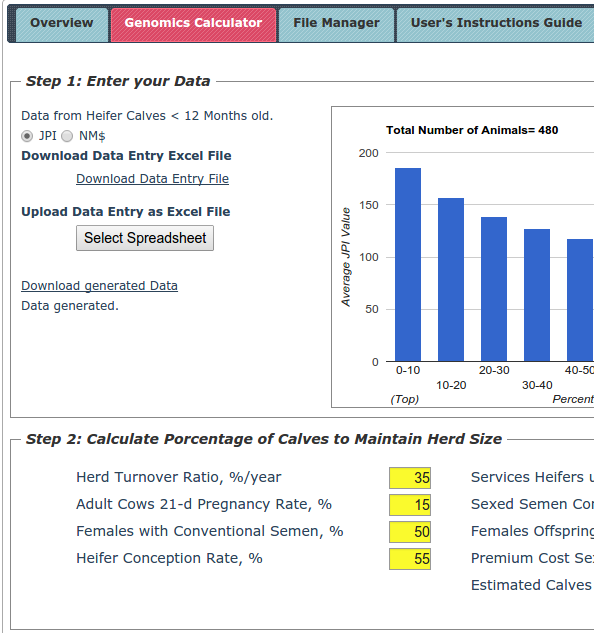 Overview Genomics Calculator File Manager User's Instructions Guide
Step 1: Enter your Data
Data from Heifer Calves < 12 Months old.
JPI NM$
Download Data Entry Excel File
Download Data Entry File
Upload Data Entry as Excel File
Select Spreadsheet
Download generated Data
Data generated.
Total Number of Animals= 480
Average JPI Value
200
150
100
50
0
0-10 20-30 40-50
10-20 30-40
(Top) Percent
Step 2: Calculate Porcentage of Calves to Maintain Herd Size
Herd Turnover Ratio, %/year 35 Services Heifers
Adult Cows 21-d Pregnancy Rate, % 15 Sexed Semen
Females with Conventional Semen, % 50 Females Offspring
Heifer Conception Rate, % 55 Premium Cost
Estimated Calves